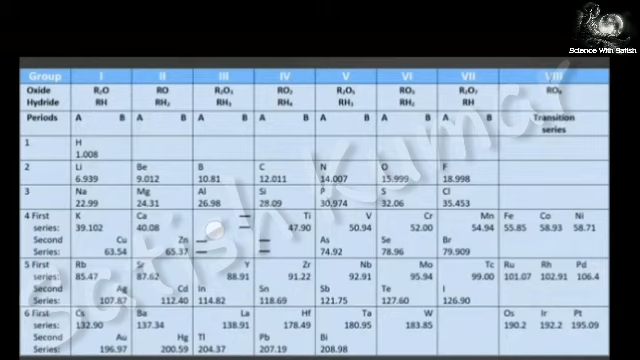 Science With Satish
Group I II III IV V VI VII VIII
Oxide R₂O RO R₂O₃ RO₂ R₂O₅ RO₃ R₂O₇ RO₄
Hydride RH RH₂ RH₃ RH₄ RH₃ RH₂ RH
Periods A B A B A B A B A B A B A B Transition series
1 H
1.008
2 Li Be B C N O F
6.939 9.012 10.81 12.011 14.007 15.999 18.998
3 Na Mg Al Si P S Cl
22.99 24.31 26.98 28.09 30.974 32.06 35.453
4 First K Ca Ti V Cr Mn Fe Co Ni
series: 39.102 40.08 47.90 50.94 52.00 54.94 55.85 58.93 58.71
Second Cu Zn As Se Br
series: 63.54 65.37 74.92 78.96 79.909
5 First Rb Sr Y Zr Nb Mo Tc Ru Rh Pd
series: 85.47 87.62 88.91 91.22 92.91 95.94 99.00 101.07 102.91 106.4
Second Ag Cd In Sn Sb Te I
series: 107.87 112.40 114.82 118.69 121.75 127.60 126.90
6 First Cs Ba La Hf Ta W Os Ir Pt
series: 132.90 137.34 138.91 178.49 180.95 183.85 190.2 192.2 195.09
Second Au Hg Tl Pb Bi
series: 196.97 200.59 204.37 207.19 208.98
Satish Kumar